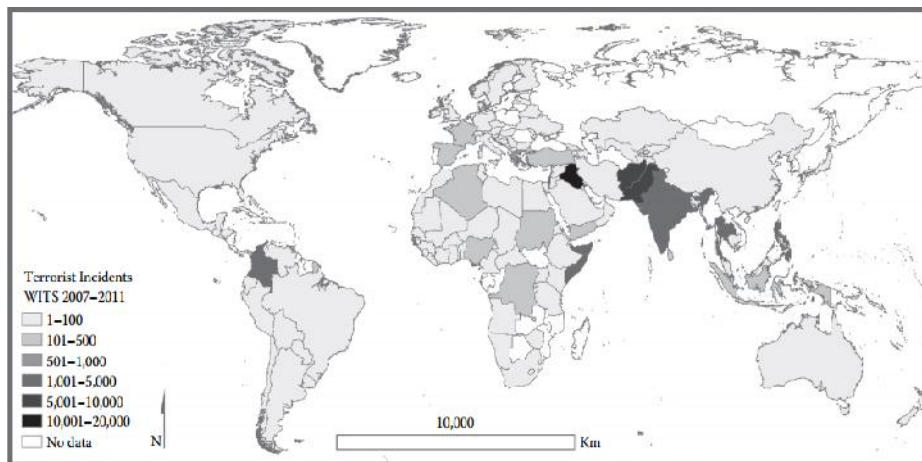 Terrorist Incidents
WITS 2007–2011
1–100
101–500
501–1,000
1,001–5,000
5,001–10,000
10,001–20,000
No data
N
10,000
Km